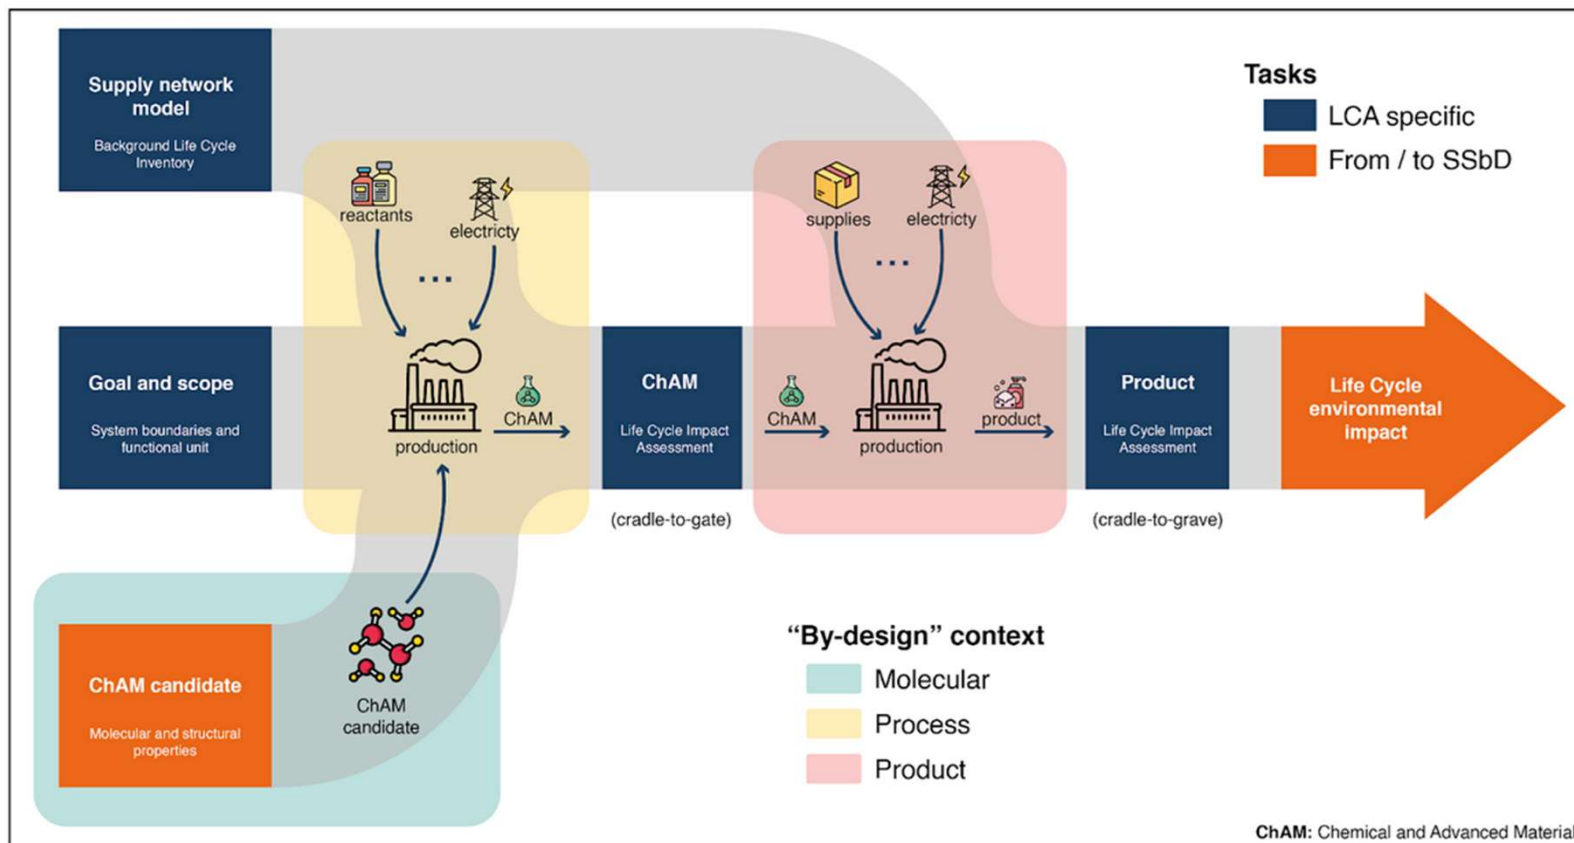 Supply network
model
Background Life Cycle
Inventory
reactants
electricty
...
supplies
electricty
...
Tasks
LCA specific
From / to SSbD
Goal and scope
System boundaries and
functional unit
production
ChAM
ChAM
Life Cycle Impact
Assessment
(cradle-to-gate)
ChAM
production
product
Product
Life Cycle Impact
Assessment
(cradle-to-grave)
Life Cycle
environmental
impact
ChAM candidate
Molecular and structural
properties
ChAM
candidate
“By-design” context
Molecular
Process
Product
ChAM: Chemical and Advanced Material